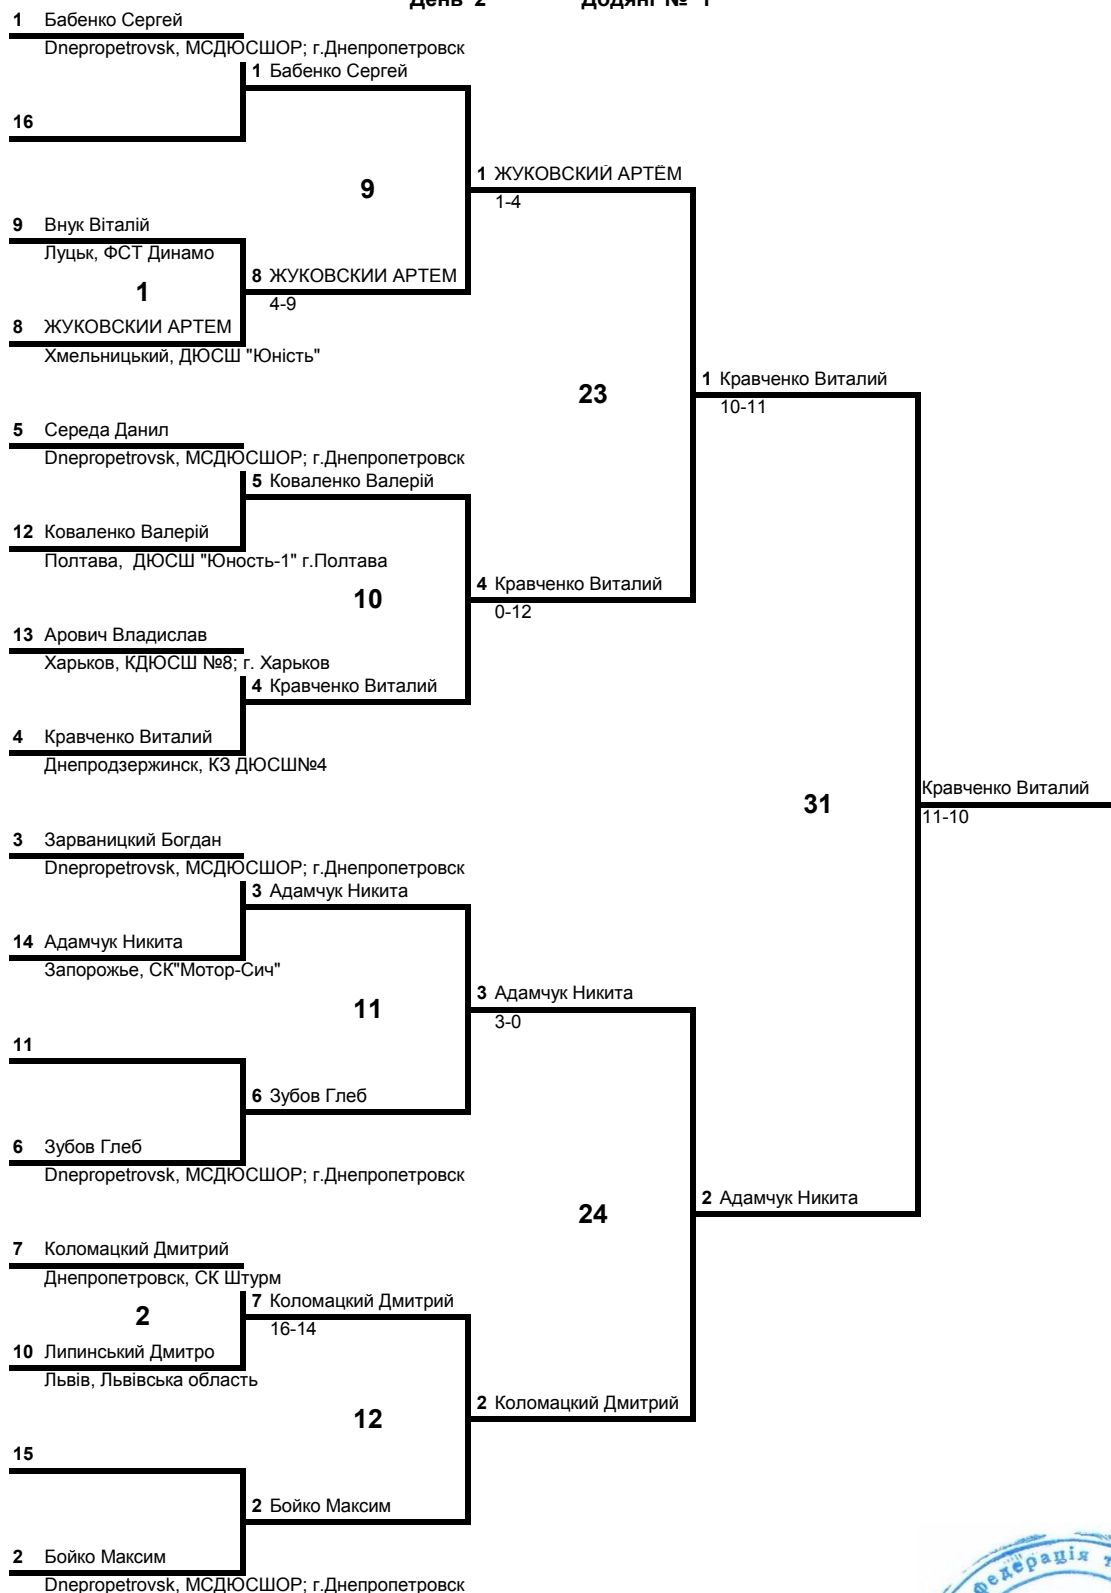 День 2 Додянг № 1
1 Бабенко Сергей
Dnepropetrovsk, МСДЮСШОР; г.Днепропетровск
1 Бабенко Сергей
16
1 ЖУКОВСКИЙ АРТЁМ
9
1-4
9 Внук Віталій
Луцьк, ФСТ Динамо
8 ЖУКОВСКИЙ АРТЕМ
1
4-9
8 ЖУКОВСКИЙ АРТЕМ
Хмельницький, ДЮСШ "Юність"
1 Кравченко Виталий
23
10-11
5 Середа Данил
Dnepropetrovsk, МСДЮСШОР; г.Днепропетровск
5 Коваленко Валерій
12 Коваленко Валерій
Полтава, ДЮСШ "Юность-1" г.Полтава
4 Кравченко Виталий
10
0-12
13 Арович Владислав
Харьков, КДЮСШ №8; г. Харьков
4 Кравченко Виталий
4 Кравченко Виталий
Днепродзержинск, КЗ ДЮСШ№4
Кравченко Виталий
31
11-10
3 Зарваницкий Богдан
Dnepropetrovsk, МСДЮСШОР; г.Днепропетровск
3 Адамчук Никита
14 Адамчук Никита
Запорожье, СК"Мотор-Сич"
3 Адамчук Никита
11
3-0
11
6 Зубов Глеб
6 Зубов Глеб
Dnepropetrovsk, МСДЮСШОР; г.Днепропетровск
2 Адамчук Никита
24
7 Коломацкий Дмитрий
Днепропетровск, СК Штурм
7 Коломацкий Дмитрий
2
16-14
10 Липинський Дмитро
Львів, Львівська область
2 Коломацкий Дмитрий
12
15
2 Бойко Максим
2 Бойко Максим
Dnepropetrovsk, МСДЮСШОР; г.Днепропетровск
федерація